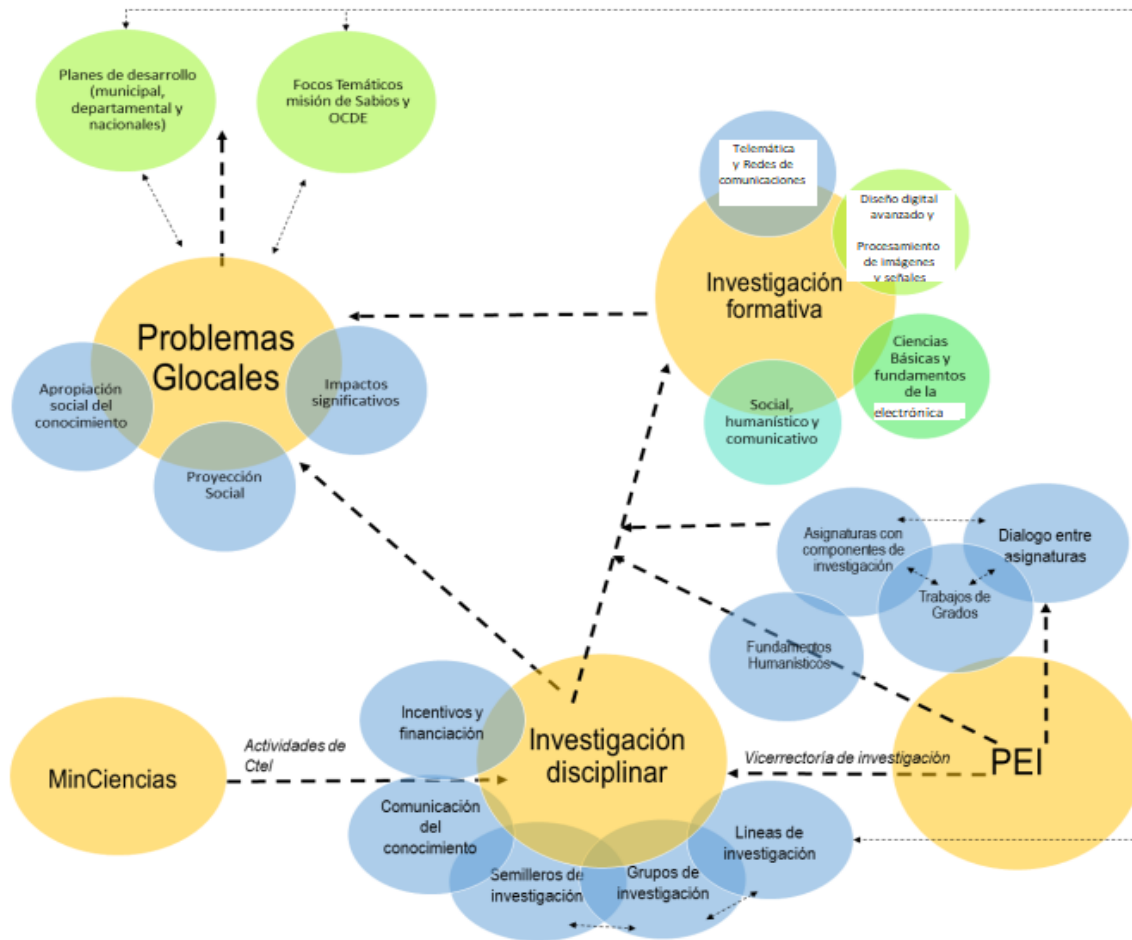 Planes de desarrollo
(municipal,
departamental y
nacionales)
Focos Temáticos
misión de Sabios y
OCDE
Telemática
y Redes de
comunicaciones
Diseño digital
avanzado y
Procesamiento
de imágenes
y señales
Investigación
formativa
Ciencias
Básicas y
fundamentos
de la
electrónica
Social,
humanístico y
comunicativo
Problemas
Glocales
Apropiación
social del
conocimiento
Impactos
significativos
Proyección
Social
Asignaturas con
componentes de
investigación
Dialogo entre
asignaturas
Trabajos de
Grados
Fundamentos
Humanísticos
MinCiencias
Actividades de
CteI
Incentivos y
financiación
Investigación
disciplinar
Vicerrectoría de investigación
PEI
Comunicación
del
conocimiento
Semilleros de
investigación
Grupos de
investigación
Líneas de
investigación